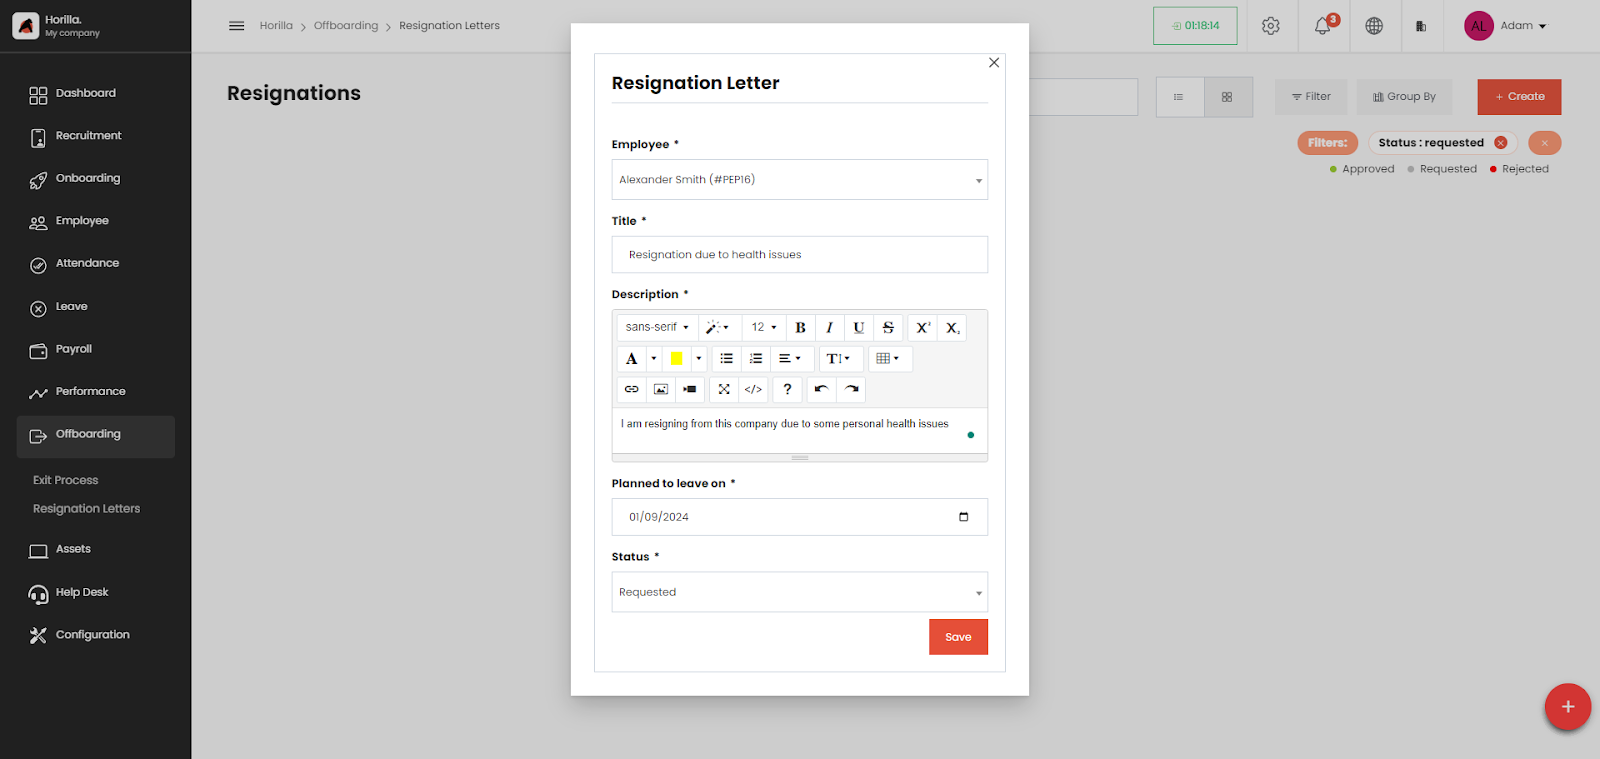 Horilla.
My company
Horilla > Offboarding > Resignation Letters
01:18:14
3
AL
Adam
Dashboard
Recruitment
Onboarding
Employee
Attendance
Leave
Payroll
Performance
Offboarding
Exit Process
Resignation Letters
Assets
Help Desk
Configuration
Resignations
Filter
Group By
+ Create
Filters:
Status : requested
Approved
Requested
Rejected
Resignation Letter
Employee *
Alexander Smith (#PEP16)
Title *
Resignation due to health issues
Description *
sans-serif
12
B I U S X² X₂
A
T
</> ?
I am resigning from this company due to some personal health issues
Planned to leave on *
01/09/2024
Status *
Requested
Save
+